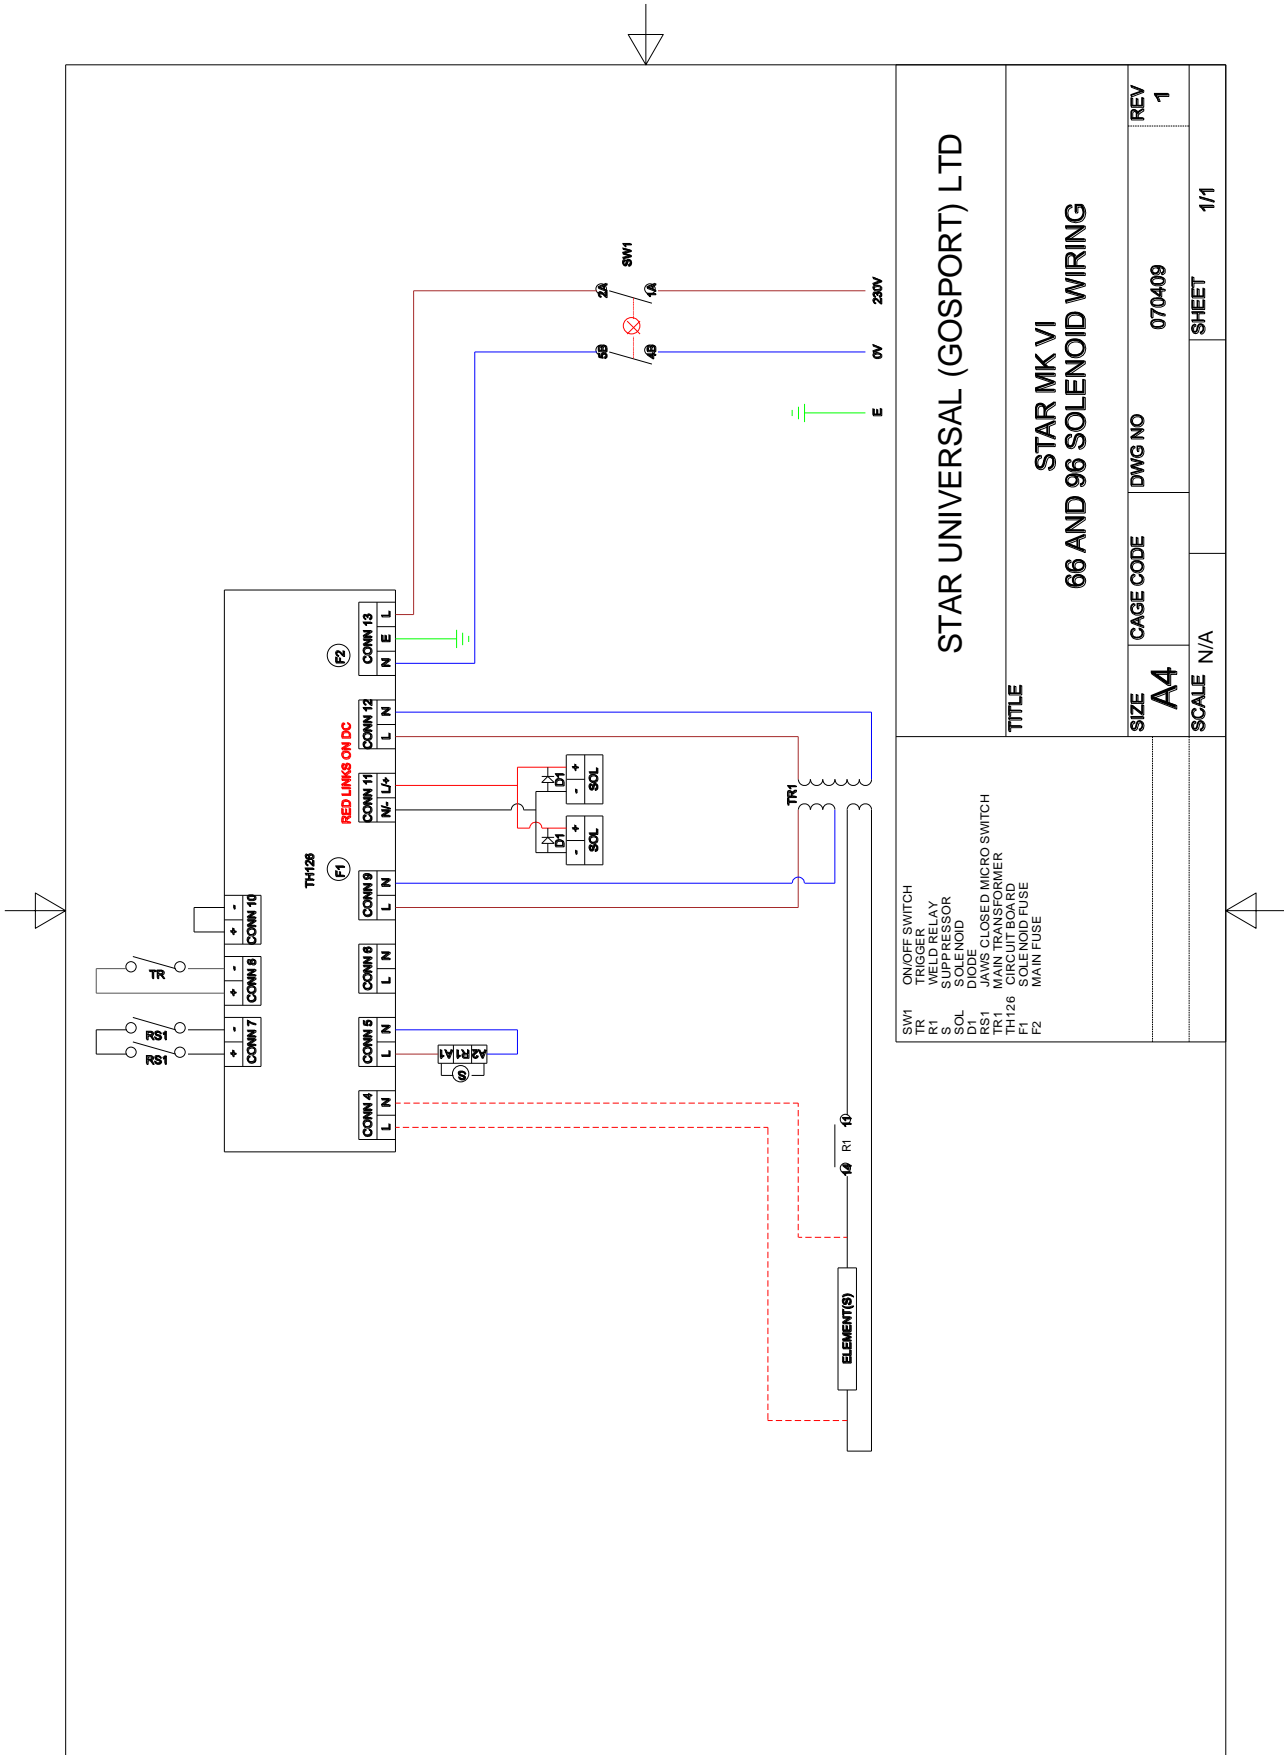 RS1
RS1
TR
+ -
CONN 7
+ -
CONN 8
+ -
CONN 10
TH126
F1
RED LINKS ON DC
F2
CONN 4
L N
CONN 5
L N
CONN 6
L N
CONN 9
L N
CONN 11
N/- L/+
CONN 12
L N
CONN 13
N E L
S
A1 R1 A2
D1
- +
SOL
D1
- +
SOL
5B
2A
SW1
4B
1A
E
0V
230V
TR1
ELEMENT(S)
14
R1
11
SW1 ON/OFF SWITCH
TR TRIGGER
R1 WELD RELAY
S SUPPRESSOR
SOL SOLENOID
D1 DIODE
RS1 JAWS CLOSED MICRO SWITCH
TR1 MAIN TRANSFORMER
TH126 CIRCUIT BOARD
F1 SOLENOID FUSE
F2 MAIN FUSE
STAR UNIVERSAL (GOSPORT) LTD
TITLE
STAR MK VI
66 AND 96 SOLENOID WIRING
SIZE
A4
CAGE CODE
DWG NO
070409
REV
1
SCALE N/A
SHEET 1/1